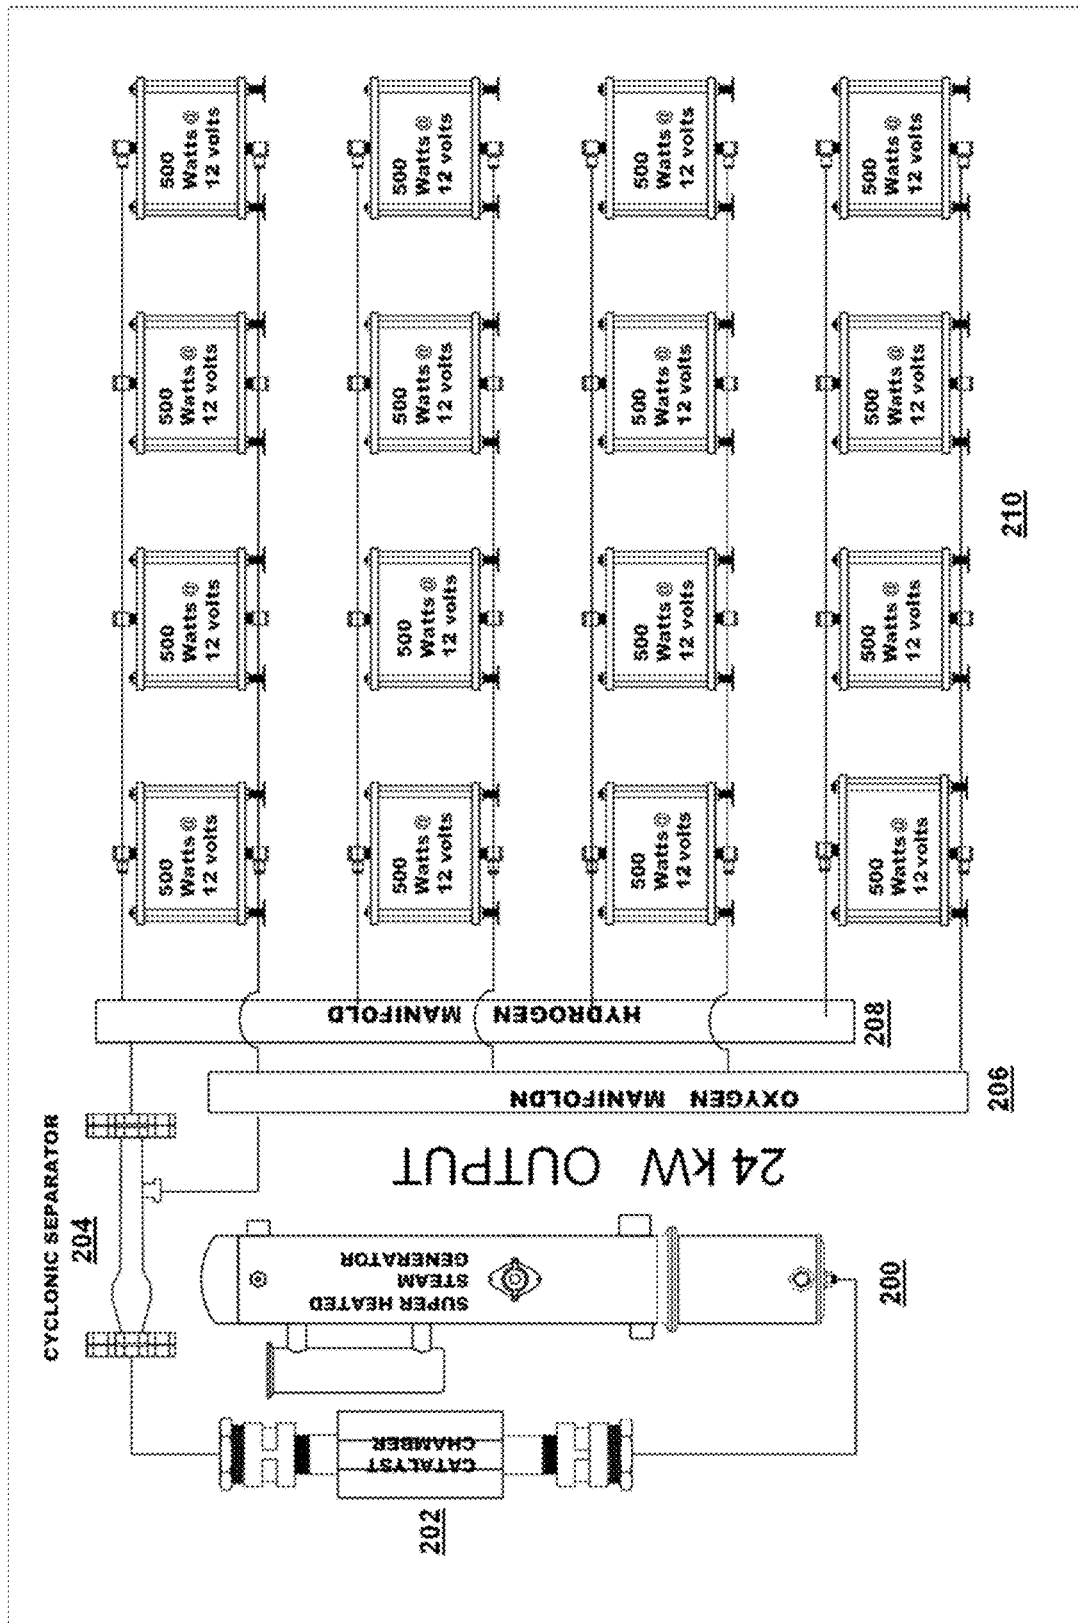 CYCLONIC SEPARATOR
204
HYDROGEN MANIFOLD
208
OXYGEN MANIFOLDN
206
24 kW OUTPUT
SUPER HEATED
STEAM
GENERATOR
200
CATALYST
CHAMBER
202
500
Watts @
12 volts
500
Watts @
12 volts
500
Watts @
12 volts
500
Watts @
12 volts
500
Watts @
12 volts
500
Watts @
12 volts
500
Watts @
12 volts
500
Watts @
12 volts
500
Watts @
12 volts
500
Watts @
12 volts
500
Watts @
12 volts
500
Watts @
12 volts
500
Watts @
12 volts
500
Watts @
12 volts
500
Watts @
12 volts
500
Watts @
12 volts
210